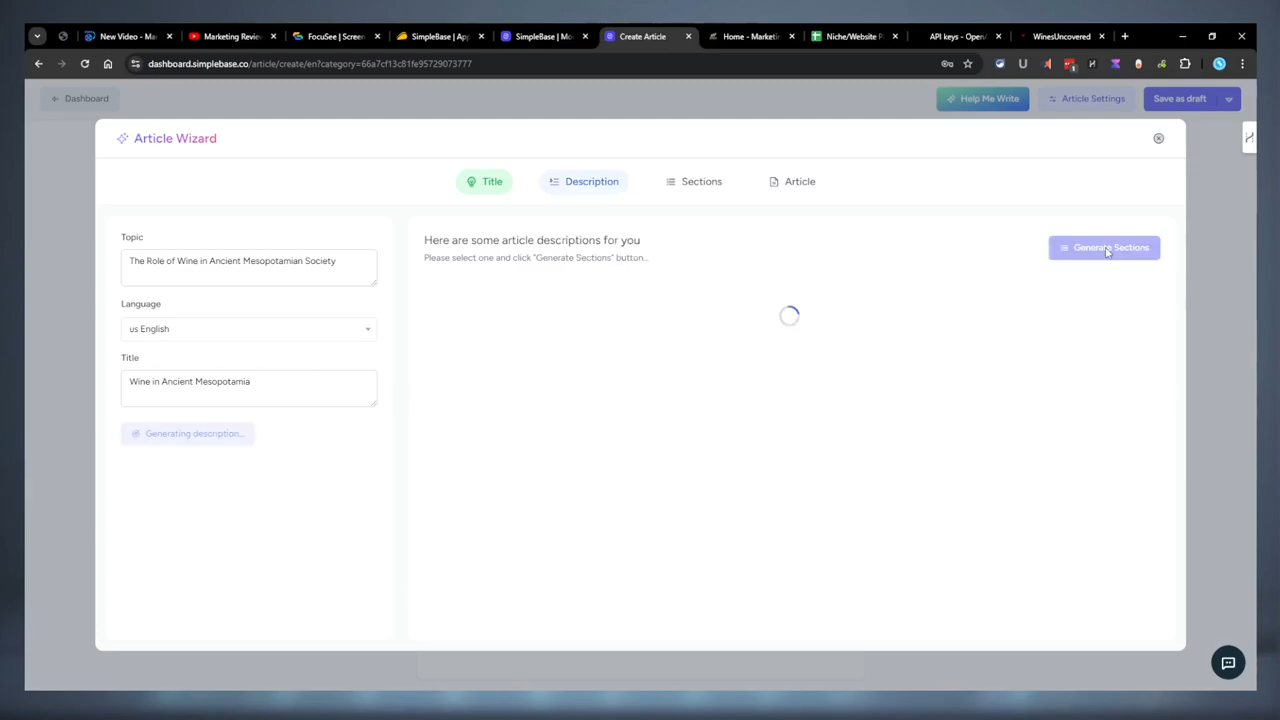 New Video - Ma
Marketing Revie
FocuSee | Screen
SimpleBase | App
SimpleBase | Mo
Create Article
Home - Marketin
Niche/Website P
API keys - OpenA
WinesUncovered
dashboard.simplebase.co/article/create/en?category=66a7cf13c81fe95729073777
Dashboard
Help Me Write
Article Settings
Save as draft
Article Wizard
Title
Description
Sections
Article
Topic
The Role of Wine in Ancient Mesopotamian Society
Language
us English
Title
Wine in Ancient Mesopotamia
Generating description...
Here are some article descriptions for you
Please select one and click "Generate Sections" button...
Generate Sections